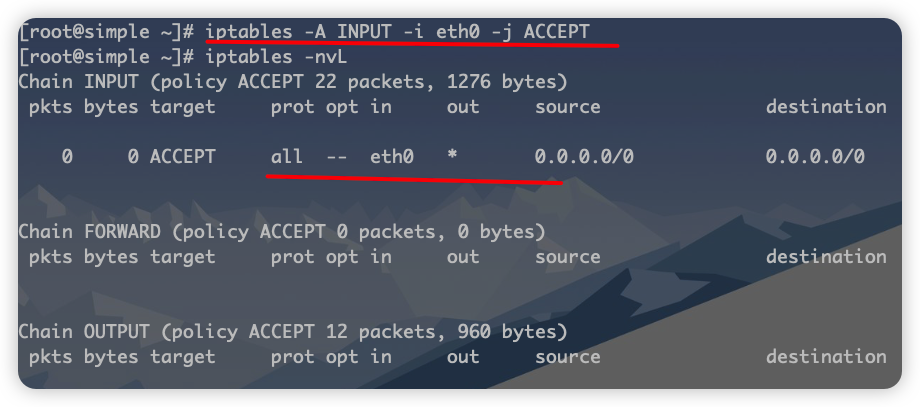 [root@simple ~]# iptables -A INPUT -i eth0 -j ACCEPT
[root@simple ~]# iptables -nvL
Chain INPUT (policy ACCEPT 22 packets, 1276 bytes)
pkts bytes target prot opt in out source destination
0 0 ACCEPT all -- eth0 * 0.0.0.0/0 0.0.0.0/0
Chain FORWARD (policy ACCEPT 0 packets, 0 bytes)
pkts bytes target prot opt in out source destination
Chain OUTPUT (policy ACCEPT 12 packets, 960 bytes)
pkts bytes target prot opt in out source destination